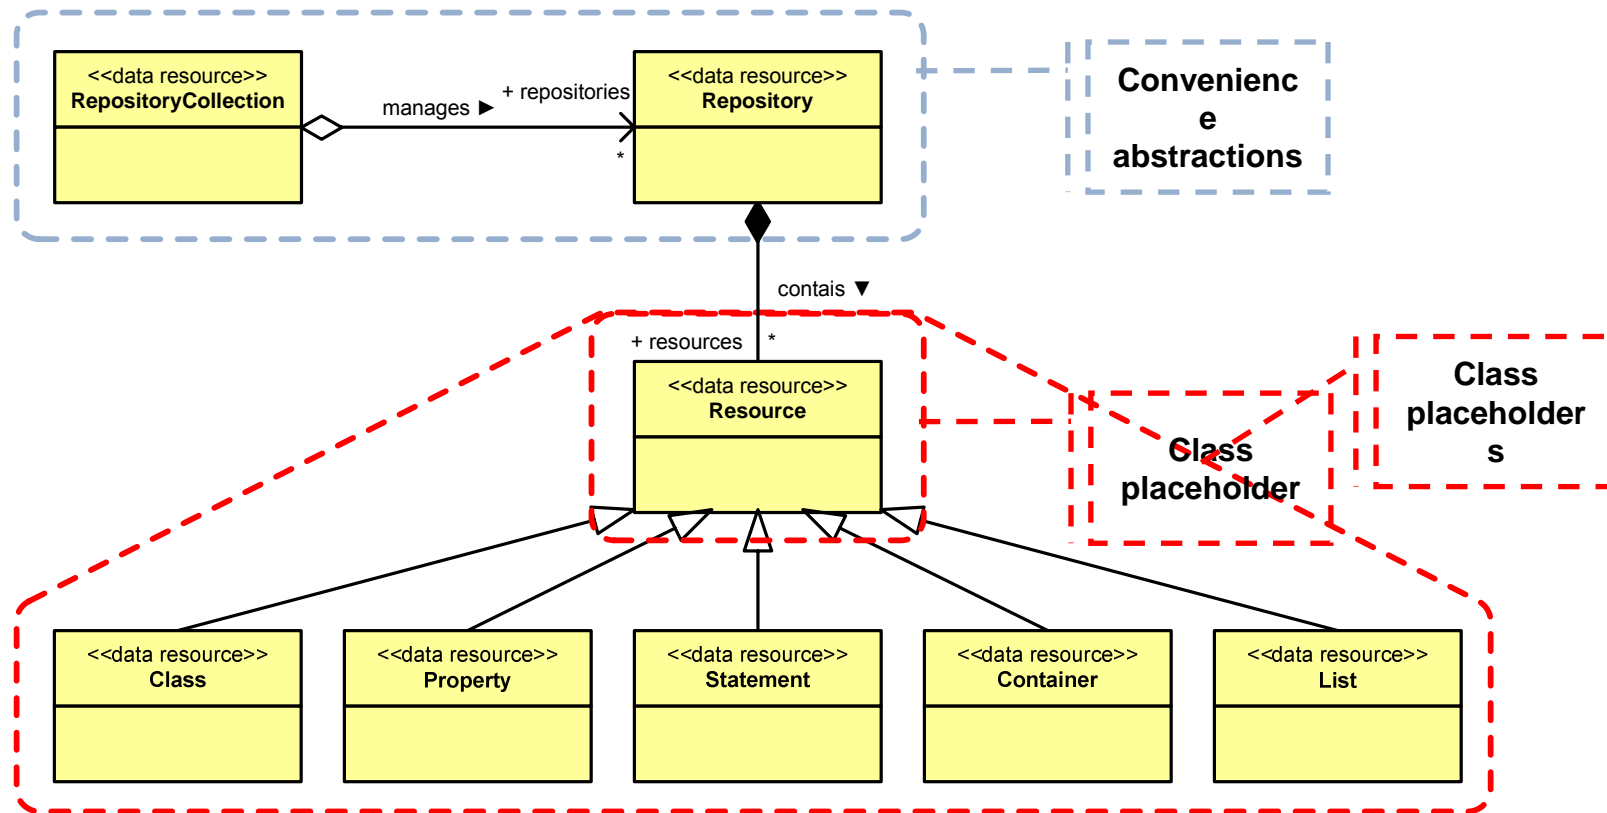 <<data resource>>
RepositoryCollection
manages ►
+ repositories
*
<<data resource>>
Repository
Convenienc
e
abstractions
contais ▼
+ resources
*
<<data resource>>
Resource
Class
placeholder
Class
placeholder
s
<<data resource>>
Class
<<data resource>>
Property
<<data resource>>
Statement
<<data resource>>
Container
<<data resource>>
List